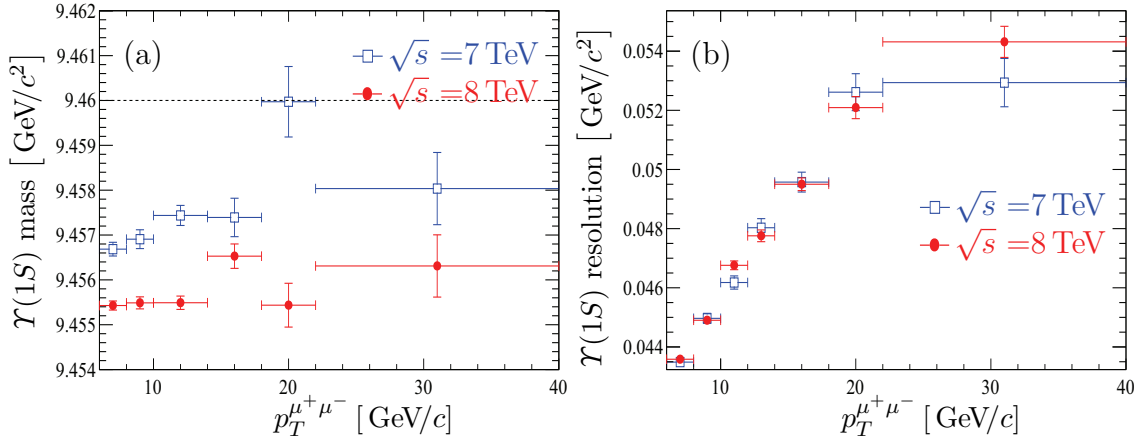 (a)
√s = 7 TeV
√s = 8 TeV
9.462
9.461
9.46
9.459
9.458
9.457
9.456
9.455
9.454
10 20 30 40
ϒ(1S) mass [ GeV/c²]
p_T^{μ⁺μ⁻} [ GeV/c]
(b)
√s = 7 TeV
√s = 8 TeV
0.054
0.052
0.05
0.048
0.046
0.044
10 20 30 40
ϒ(1S) resolution [ GeV/c²]
p_T^{μ⁺μ⁻} [ GeV/c]